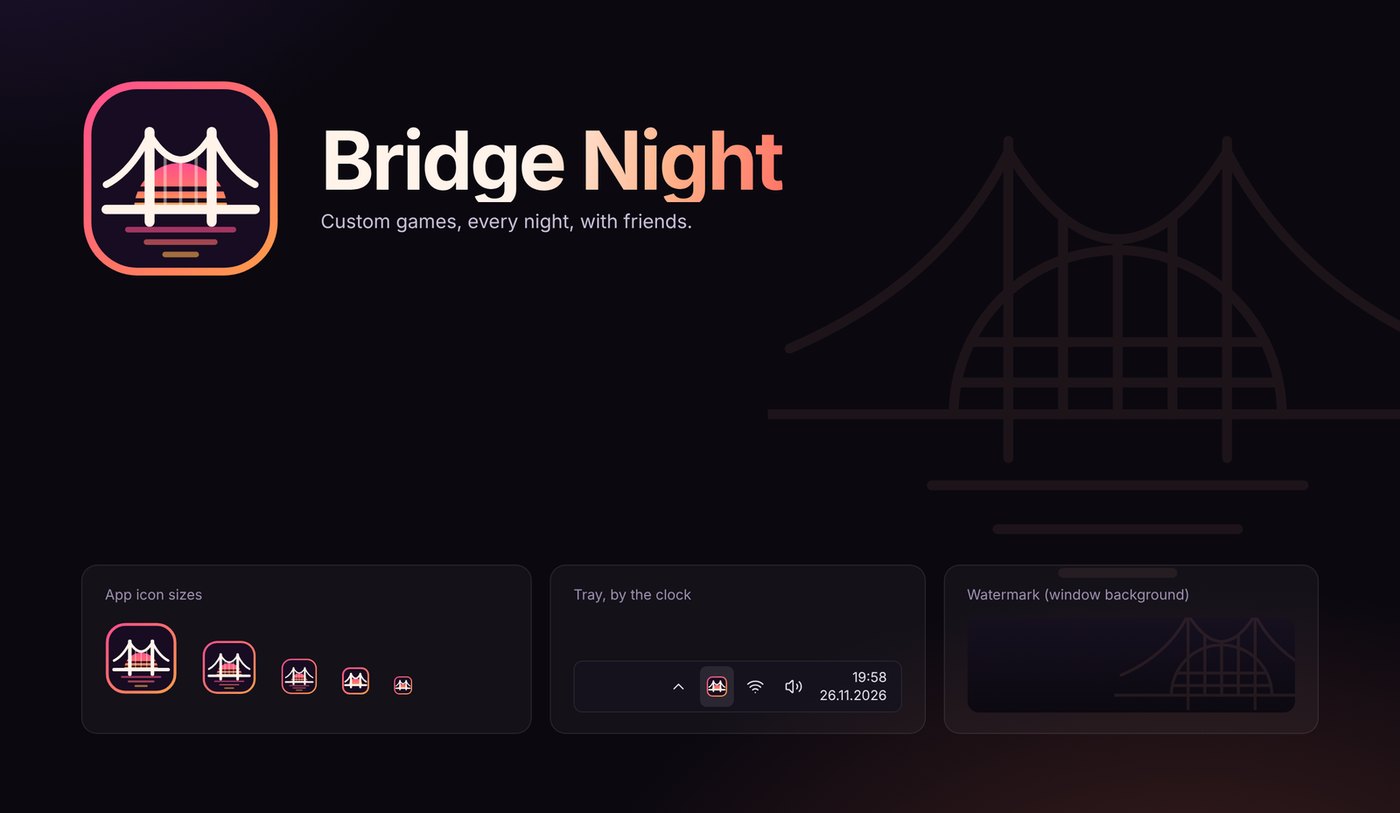 Bridge Night
Custom games, every night, with friends.
App icon sizes
Tray, by the clock
19:58
26.11.2026
Watermark (window background)